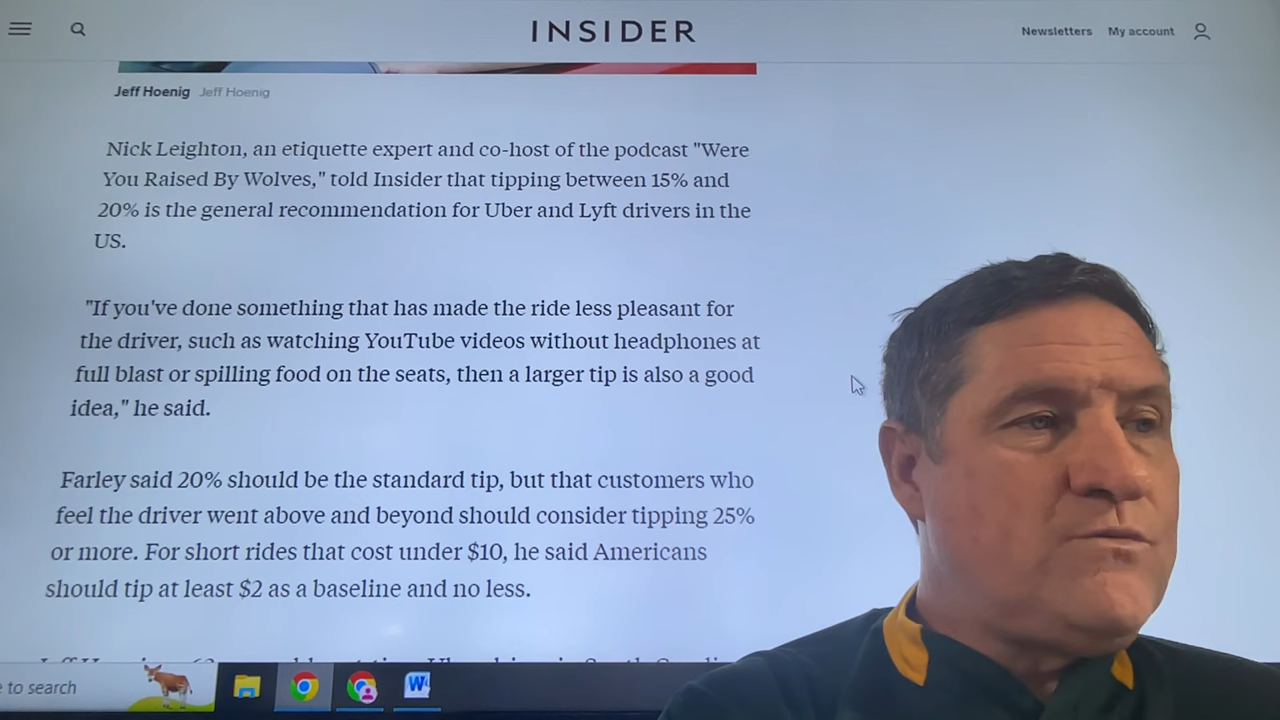 INSIDER
Newsletters My account
Jeff Hoenig Jeff Hoenig
Nick Leighton, an etiquette expert and co-host of the podcast "Were
You Raised By Wolves," told Insider that tipping between 15% and
20% is the general recommendation for Uber and Lyft drivers in the
US.
"If you've done something that has made the ride less pleasant for
the driver, such as watching YouTube videos without headphones at
full blast or spilling food on the seats, then a larger tip is also a good
idea," he said.
Farley said 20% should be the standard tip, but that customers who
feel the driver went above and beyond should consider tipping 25%
or more. For short rides that cost under $10, he said Americans
should tip at least $2 as a baseline and no less.
e to search
W